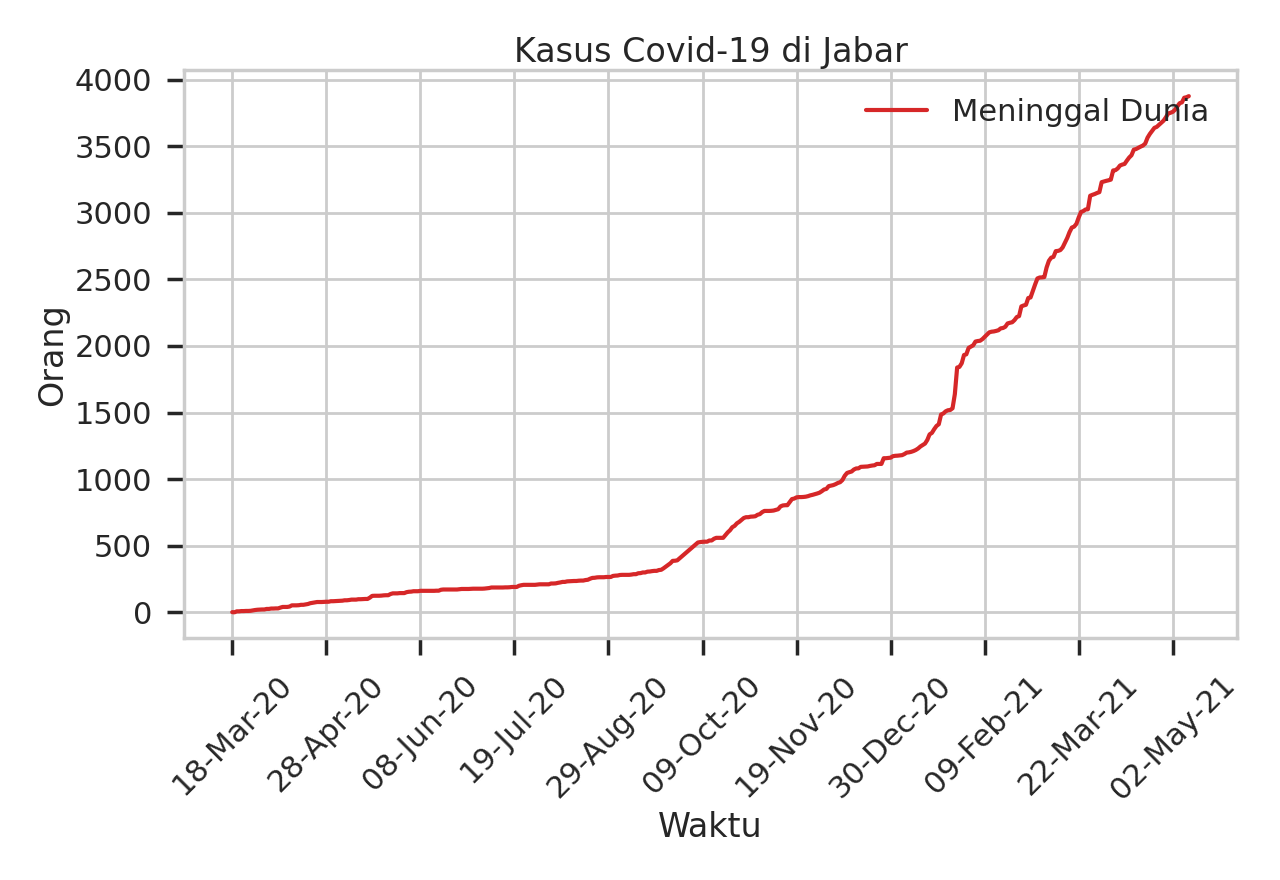 Kasus Covid-19 di Jabar
4000
3500
3000
2500
2000
1500
1000
500
0
Orang
Meninggal Dunia
18-Mar-20
28-Apr-20
08-Jun-20
19-Jul-20
29-Aug-20
09-Oct-20
19-Nov-20
30-Dec-20
09-Feb-21
22-Mar-21
02-May-21
Waktu